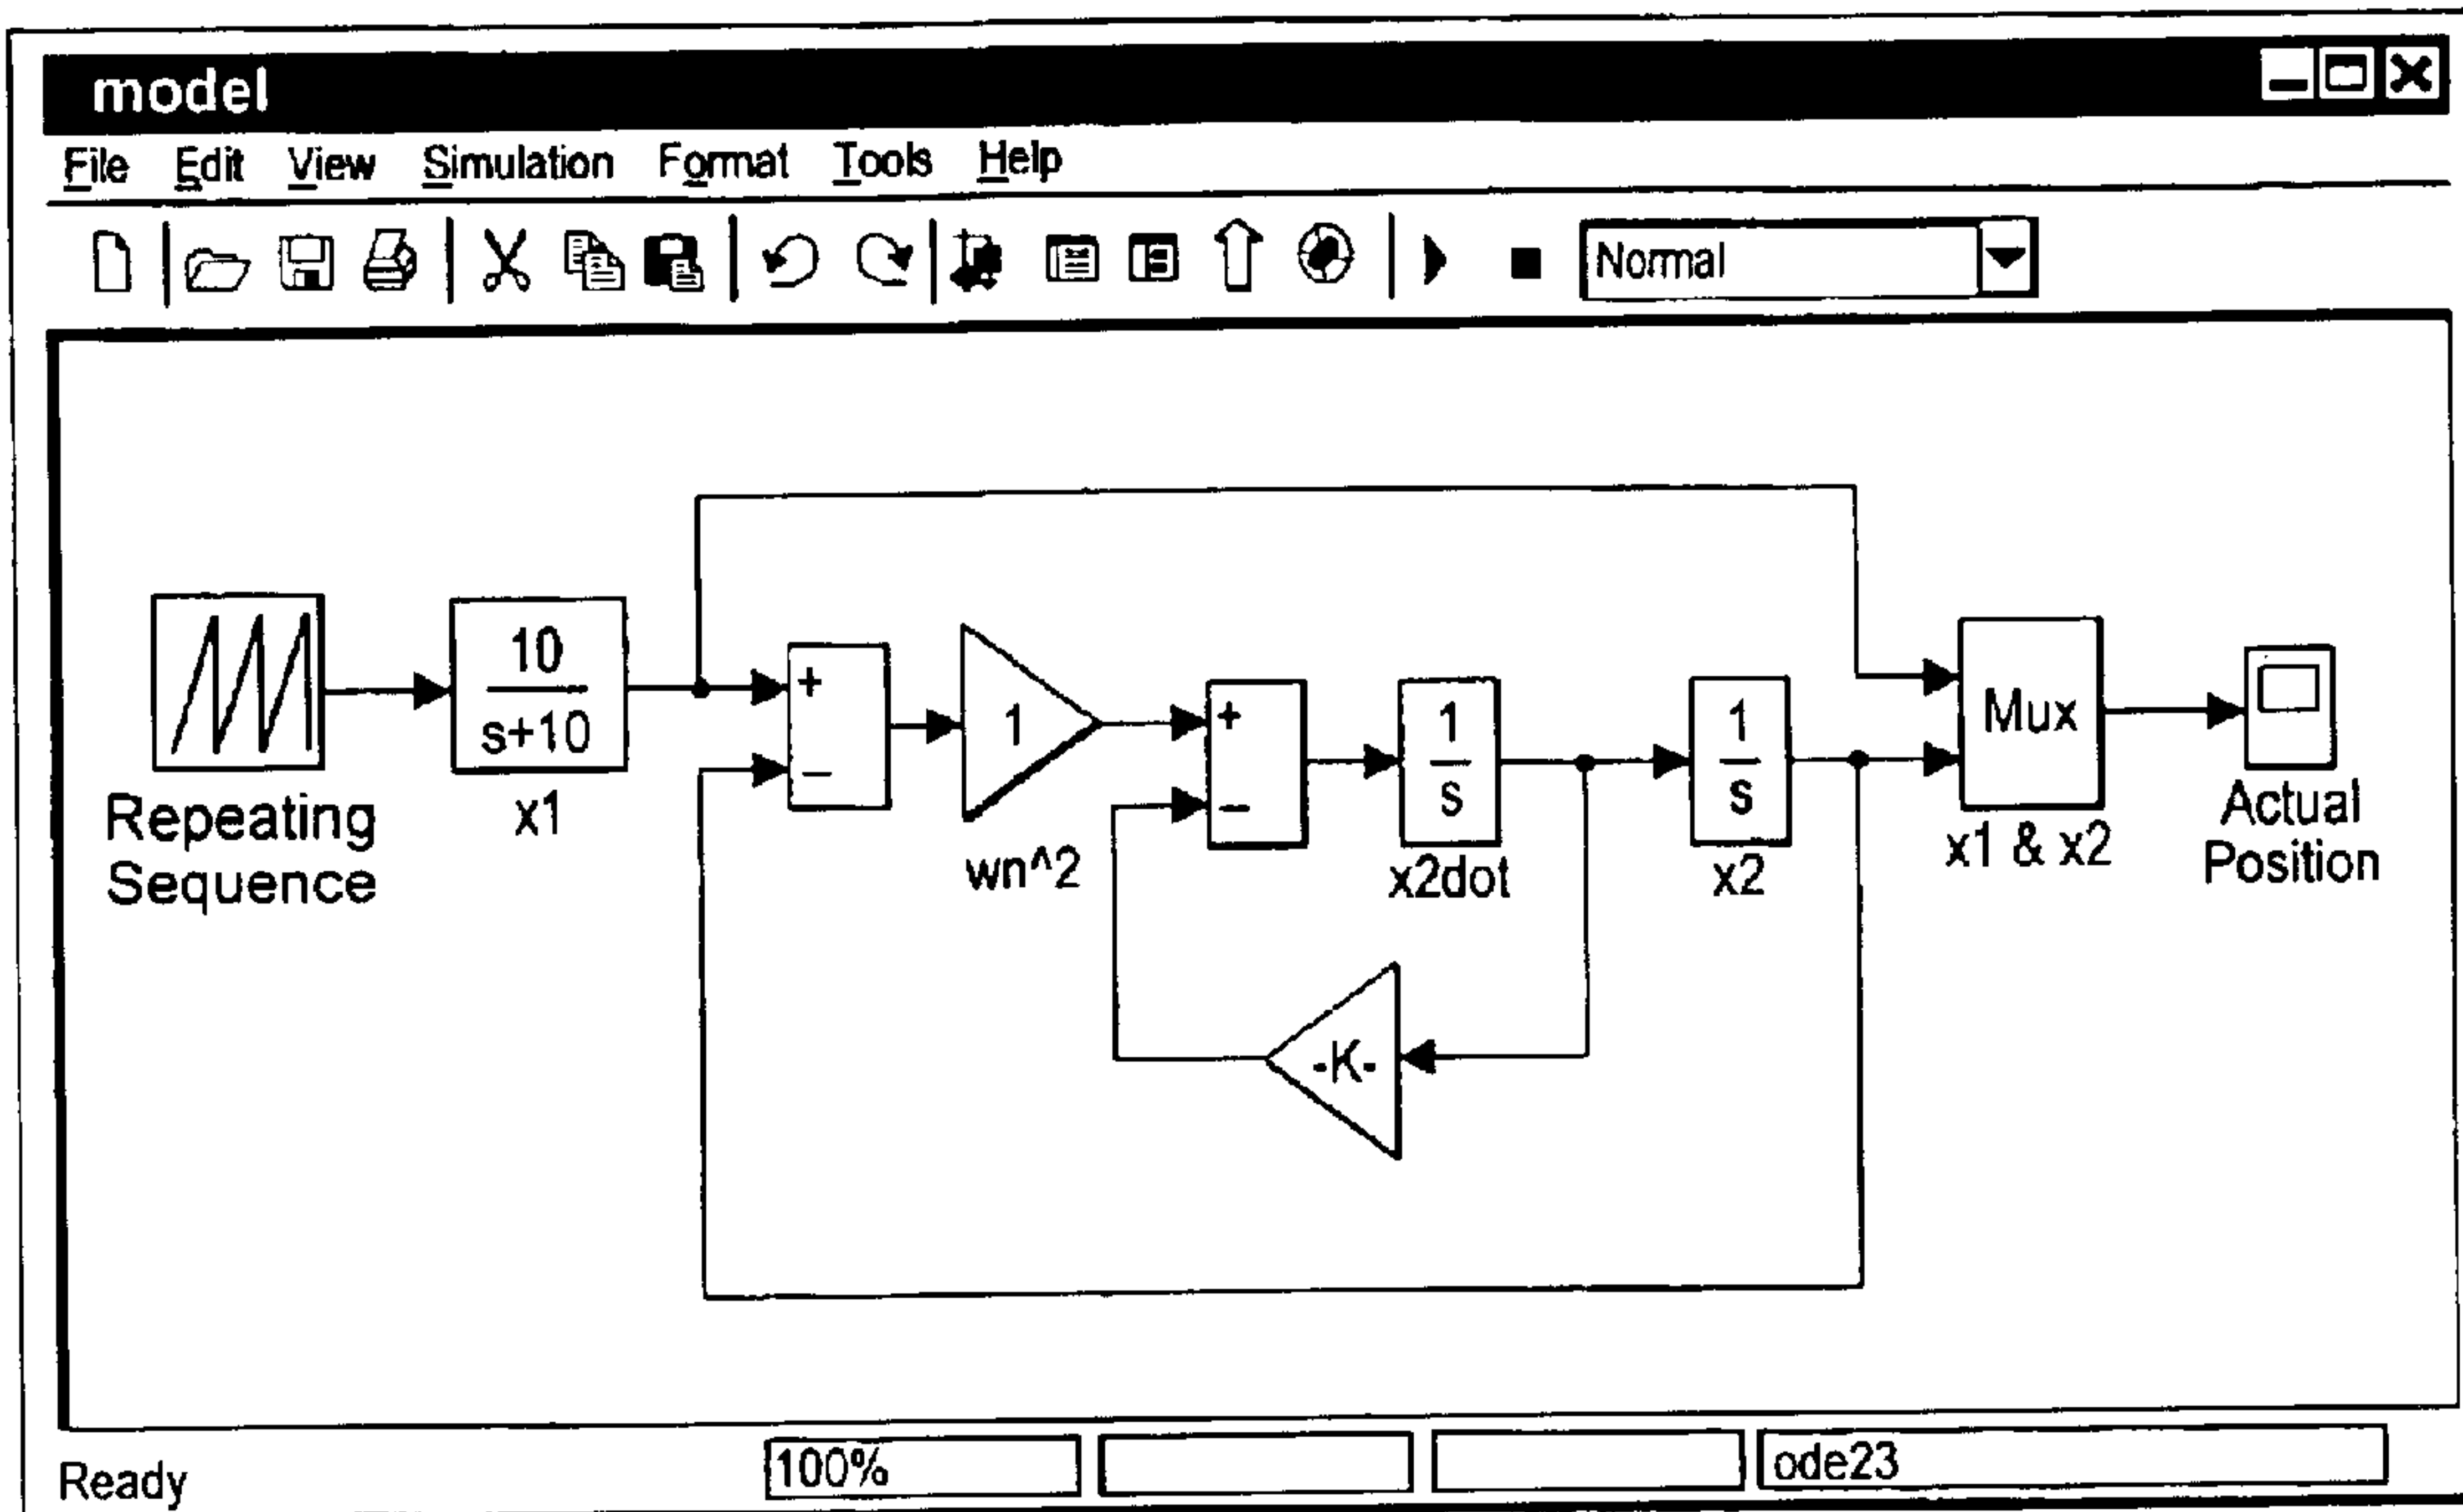 model
File Edit View Simulation Format Tools Help
Normal
Repeating
Sequence
10
s+10
x1
+
−
1
wn^2
+
−
1
s
x2dot
1
s
x2
-K-
Mux
x1 & x2
Actual
Position
Ready 100% ode23